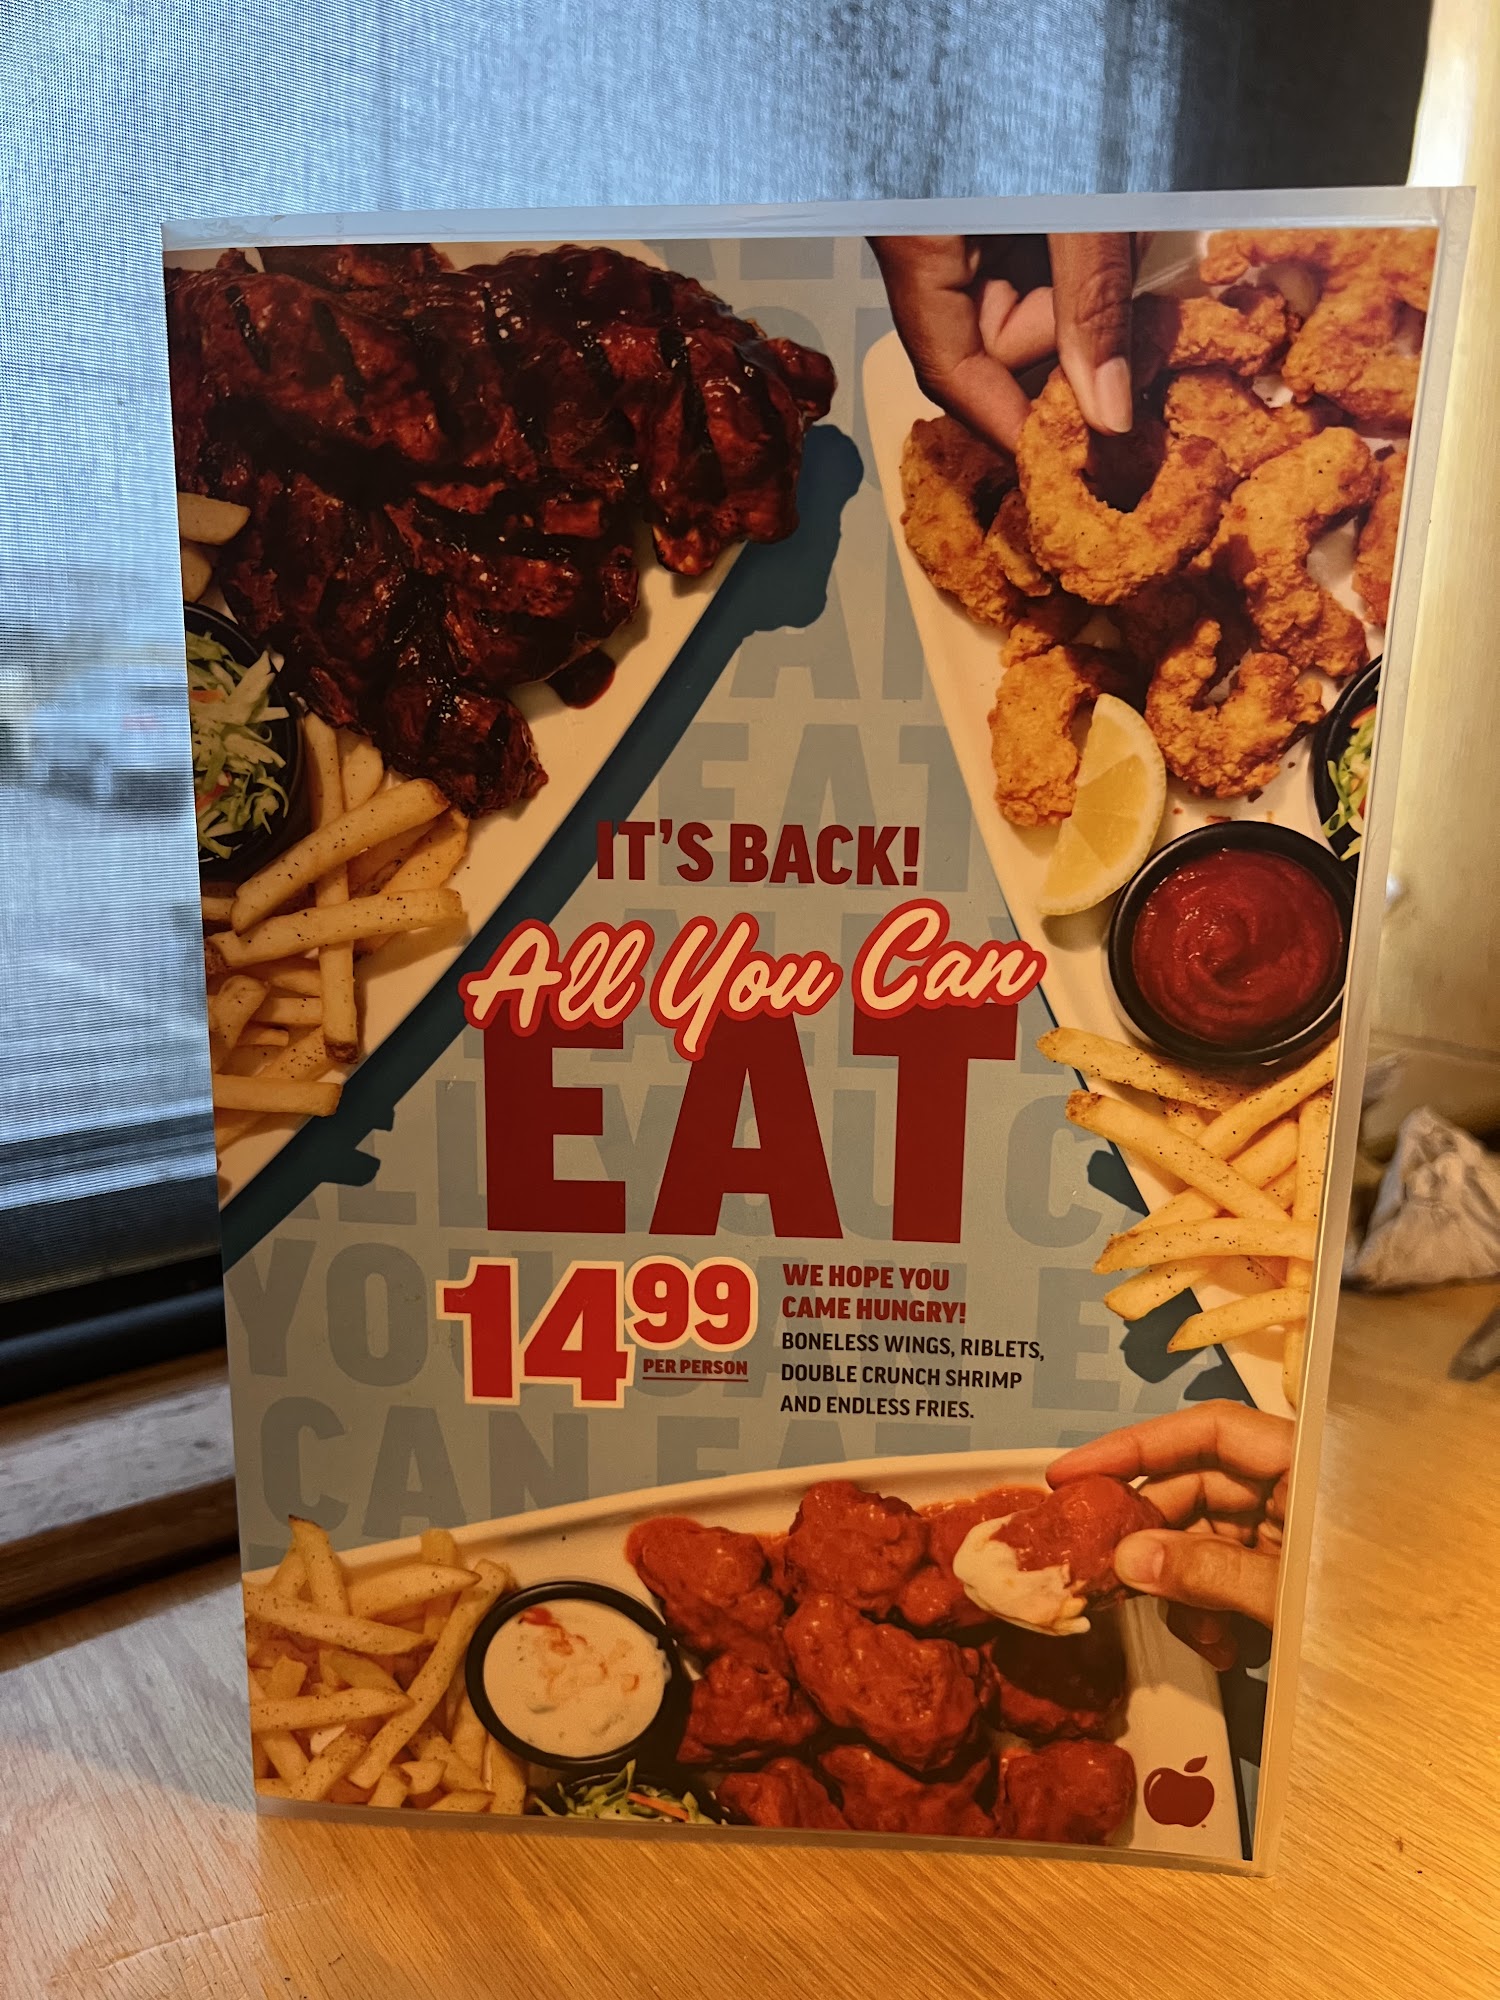 IT'S BACK!
All You Can
EAT
14.99
PER PERSON
WE HOPE YOU
CAME HUNGRY!
BONELESS WINGS, RIBLETS,
DOUBLE CRUNCH SHRIMP
AND ENDLESS FRIES.